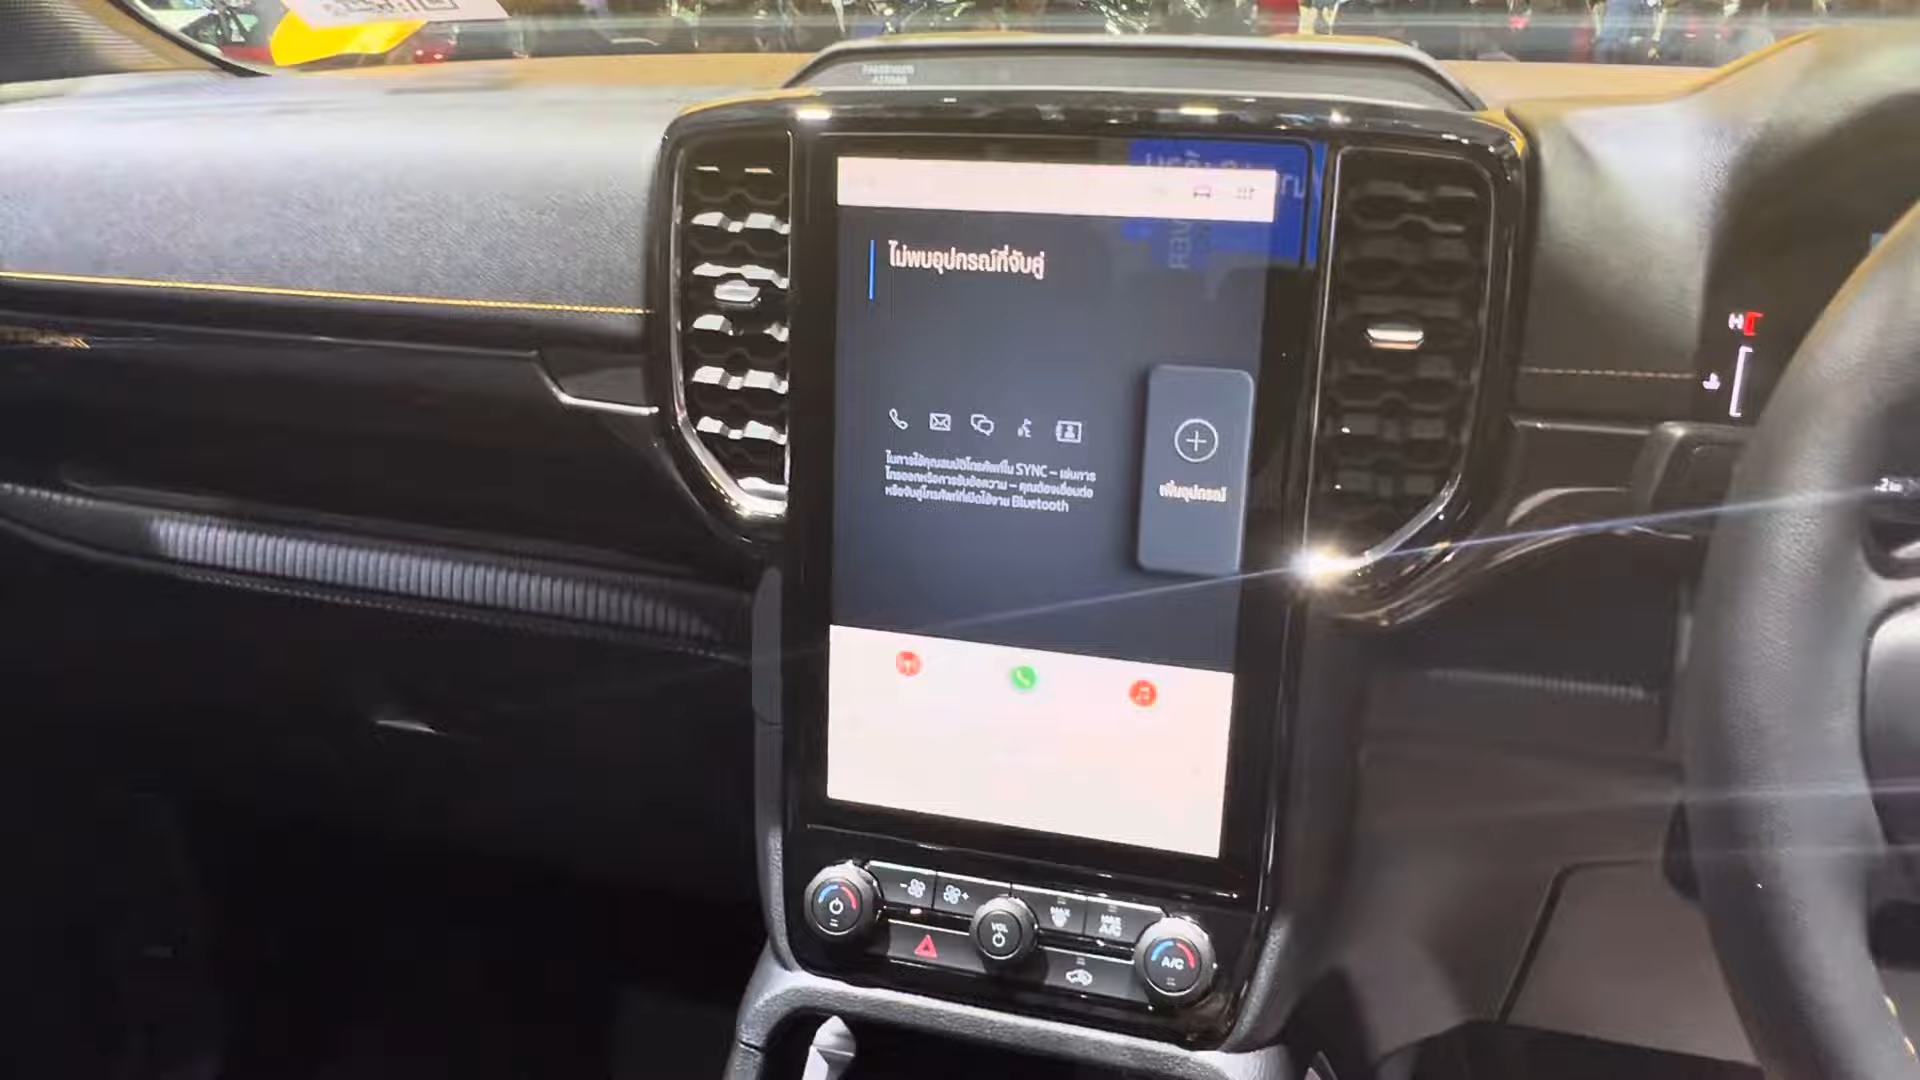 PASSENGER
AIRBAG
ไม่พบอุปกรณ์ที่จับคู่
ในการใช้คุณสมบัติโทรศัพท์ใน SYNC – เช่นการ
โทรออกหรือการรับข้อความ – คุณต้องเชื่อมต่อ
หรือจับคู่โทรศัพท์ที่เปิดใช้งาน Bluetooth
เพิ่มอุปกรณ์
H
VOL
MAX
MAX
A/C
A/C